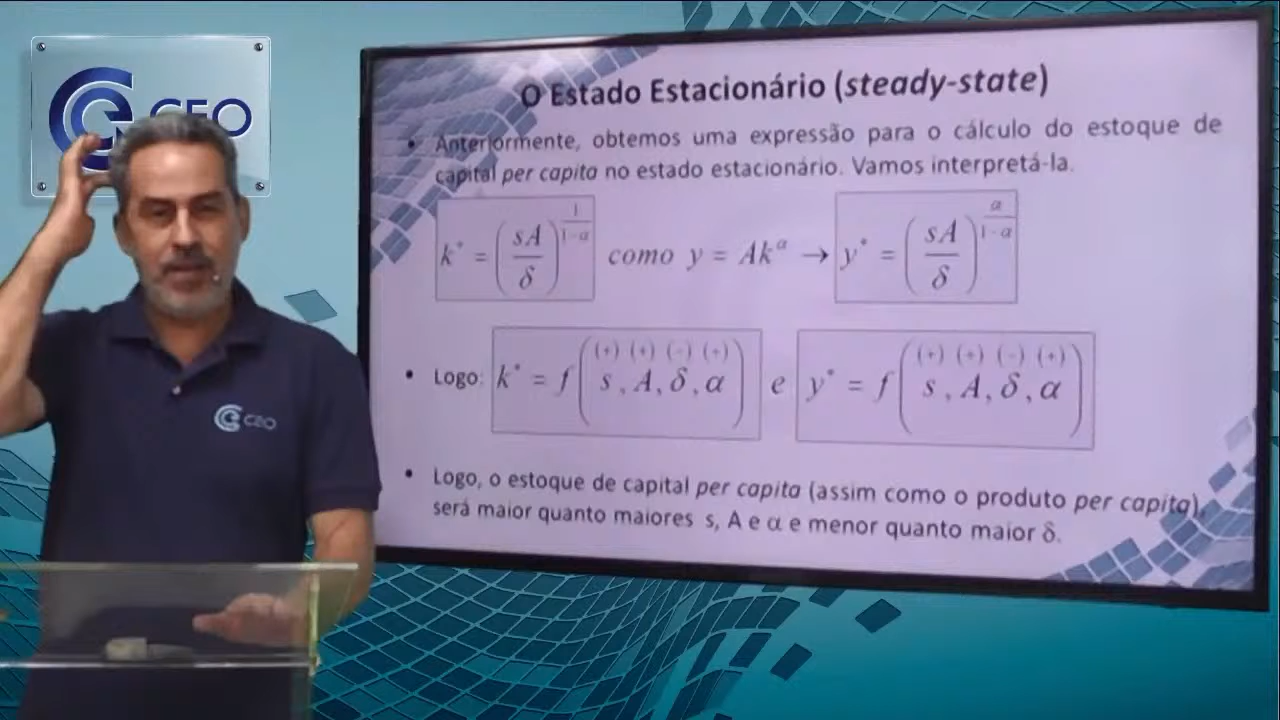 CEO
O Estado Estacionário (steady-state)
• Anteriormente, obtemos uma expressão para o cálculo do estoque de
capital per capita no estado estacionário. Vamos interpretá-la.
k* = (sA/δ)^(1/(1-α)) como y = Ak^α → y* = (sA/δ)^(α/(1-α))
(+) (+) (-) (+) (+) (+) (-) (+)
• Logo: k* = f(s , A, δ , α) e y* = f(s , A, δ , α)
• Logo, o estoque de capital per capita (assim como o produto per capita),
será maior quanto maiores s, A e α e menor quanto maior δ.
CEO